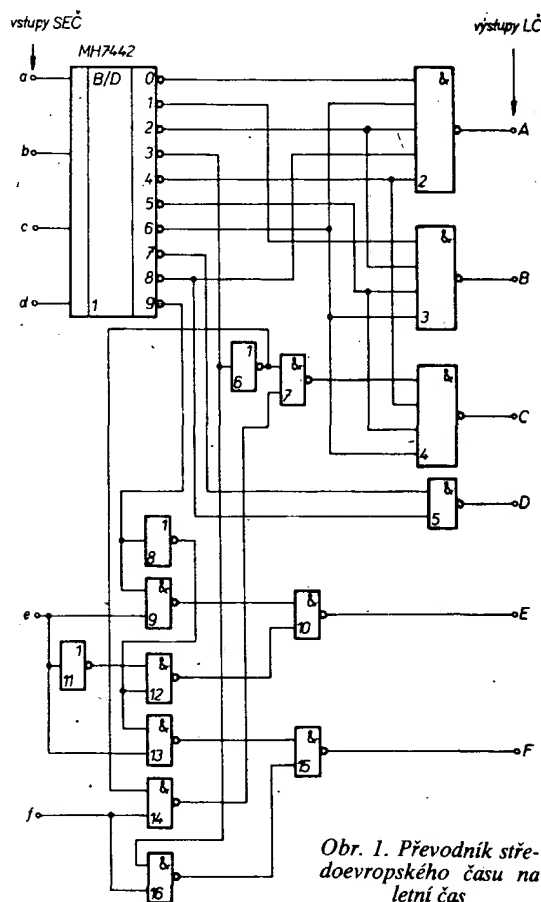 vstupy SEČ
výstupy LČ
MH7442
B/D
1
a
b
c
d
0
1
2
3
4
5
6
7
8
9
&
2
A
&
3
B
&
4
C
&
5
D
1
6
&
7
1
8
&
9
&
10
E
e
1
11
&
12
&
13
&
15
F
&
14
f
&
16
Obr. 1. Převodník stře-
doevropského času na
letní čas